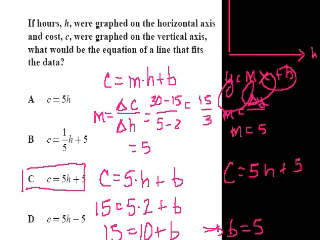 If hours, h, were graphed on the horizontal axis
and cost, c, were graphed on the vertical axis,
what would be the equation of a line that fits
the data?
A c = 5h
B c = 1/5 h + 5
C c = 5h + 5
D c = 5h − 5
C = m·h + b
M = ΔC/Δh = 30-15/5-2 = 15/3
= 5
C = 5·h + b
15 = 5·2 + b
15 = 10 + b
h
y = Mx + b
m = 5
C = 5h + 5
→ b = 5